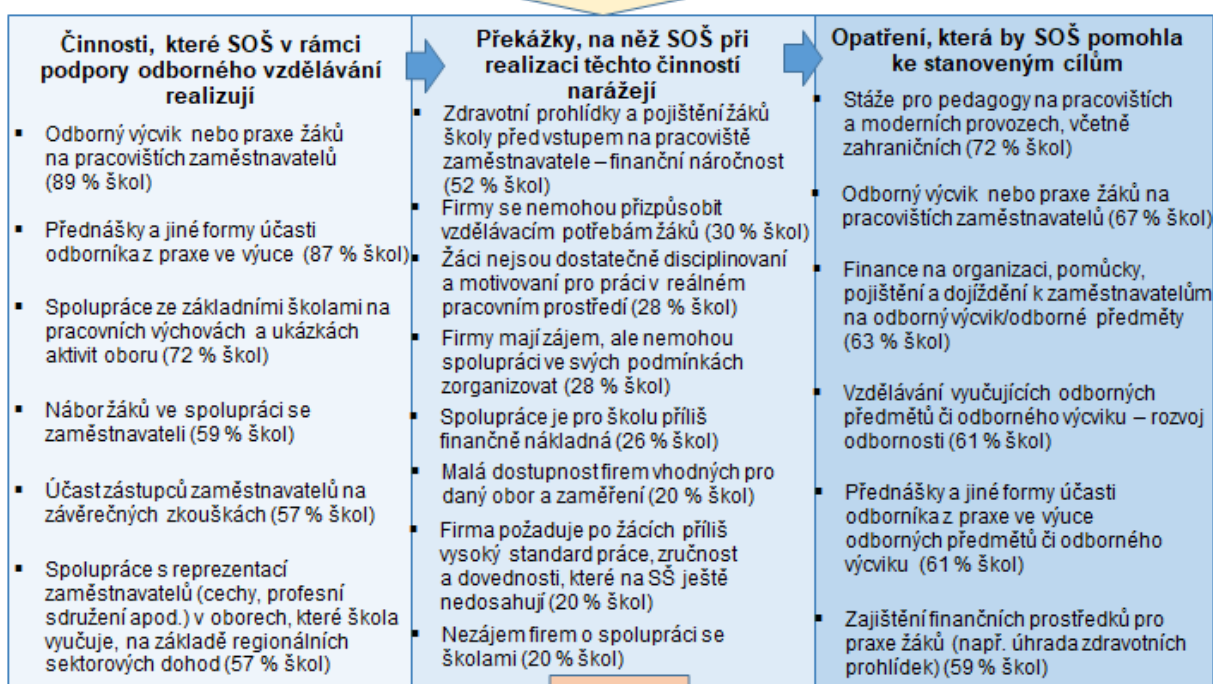 Činnosti, které SOŠ v rámci
podpory odborného vzdělávání
realizují
▪ Odborný výcvik nebo praxe žáků
na pracovištích zaměstnavatelů
(89 % škol)
▪ Přednášky a jiné formy účasti
odborníka z praxe ve výuce (87 % škol)
▪ Spolupráce ze základními školami na
pracovních výchovách a ukázkách
aktivit oboru (72 % škol)
▪ Nábor žáků ve spolupráci se
zaměstnavateli (59 % škol)
▪ Účast zástupců zaměstnavatelů na
závěrečných zkouškách (57 % škol)
▪ Spolupráce s reprezentací
zaměstnavatelů (cechy, profesní
sdružení apod.) v oborech, které škola
vyučuje, na základě regionálních
sektorových dohod (57 % škol)
Překážky, na něž SOŠ při
realizaci těchto činností
narážejí
▪ Zdravotní prohlídky a pojištění žáků
školy před vstupem na pracoviště
zaměstnavatele – finanční náročnost
(52 % škol)
▪ Firmy se nemohou přizpůsobit
vzdělávacím potřebám žáků (30 % škol)
▪ Žáci nejsou dostatečně disciplinovaní
a motivovaní pro práci v reálném
pracovním prostředí (28 % škol)
▪ Firmy mají zájem, ale nemohou
spolupráci ve svých podmínkách
zorganizovat (28 % škol)
▪ Spolupráce je pro školu příliš
finančně nákladná (26 % škol)
▪ Malá dostupnost firem vhodných pro
daný obor a zaměření (20 % škol)
▪ Firma požaduje po žácích příliš
vysoký standard práce, zručnost
a dovednosti, které na SŠ ještě
nedosahují (20 % škol)
▪ Nezájem firem o spolupráci se
školami (20 % škol)
Opatření, která by SOŠ pomohla
ke stanoveným cílům
▪ Stáže pro pedagogy na pracovištích
a moderních provozech, včetně
zahraničních (72 % škol)
▪ Odborný výcvik nebo praxe žáků na
pracovištích zaměstnavatelů (67 % škol)
▪ Finance na organizaci, pomůcky,
pojištění a dojíždění k zaměstnavatelům
na odborný výcvik/odborné předměty
(63 % škol)
▪ Vzdělávání vyučujících odborných
předmětů či odborného výcviku – rozvoj
odbornosti (61 % škol)
▪ Přednášky a jiné formy účasti
odborníka z praxe ve výuce
odborných předmětů či odborného
výcviku (61 % škol)
▪ Zajištění finančních prostředků pro
praxe žáků (např. úhrada zdravotních
prohlídek) (59 % škol)